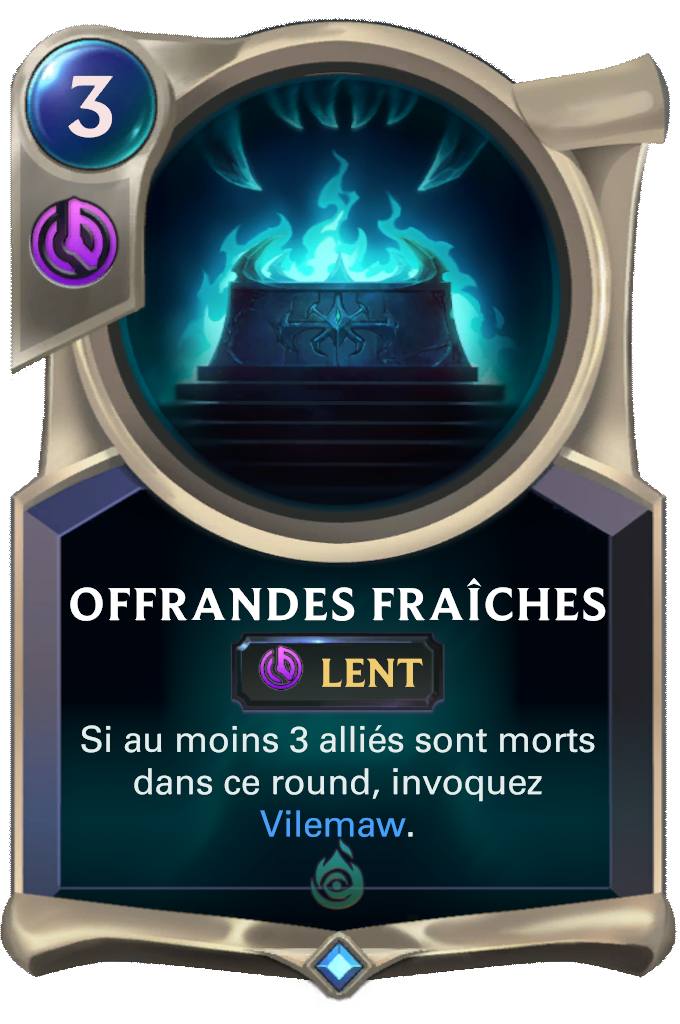 3
OFFRANDES FRAÎCHES
LENT
Si au moins 3 alliés sont morts
dans ce round, invoquez
Vilemaw.